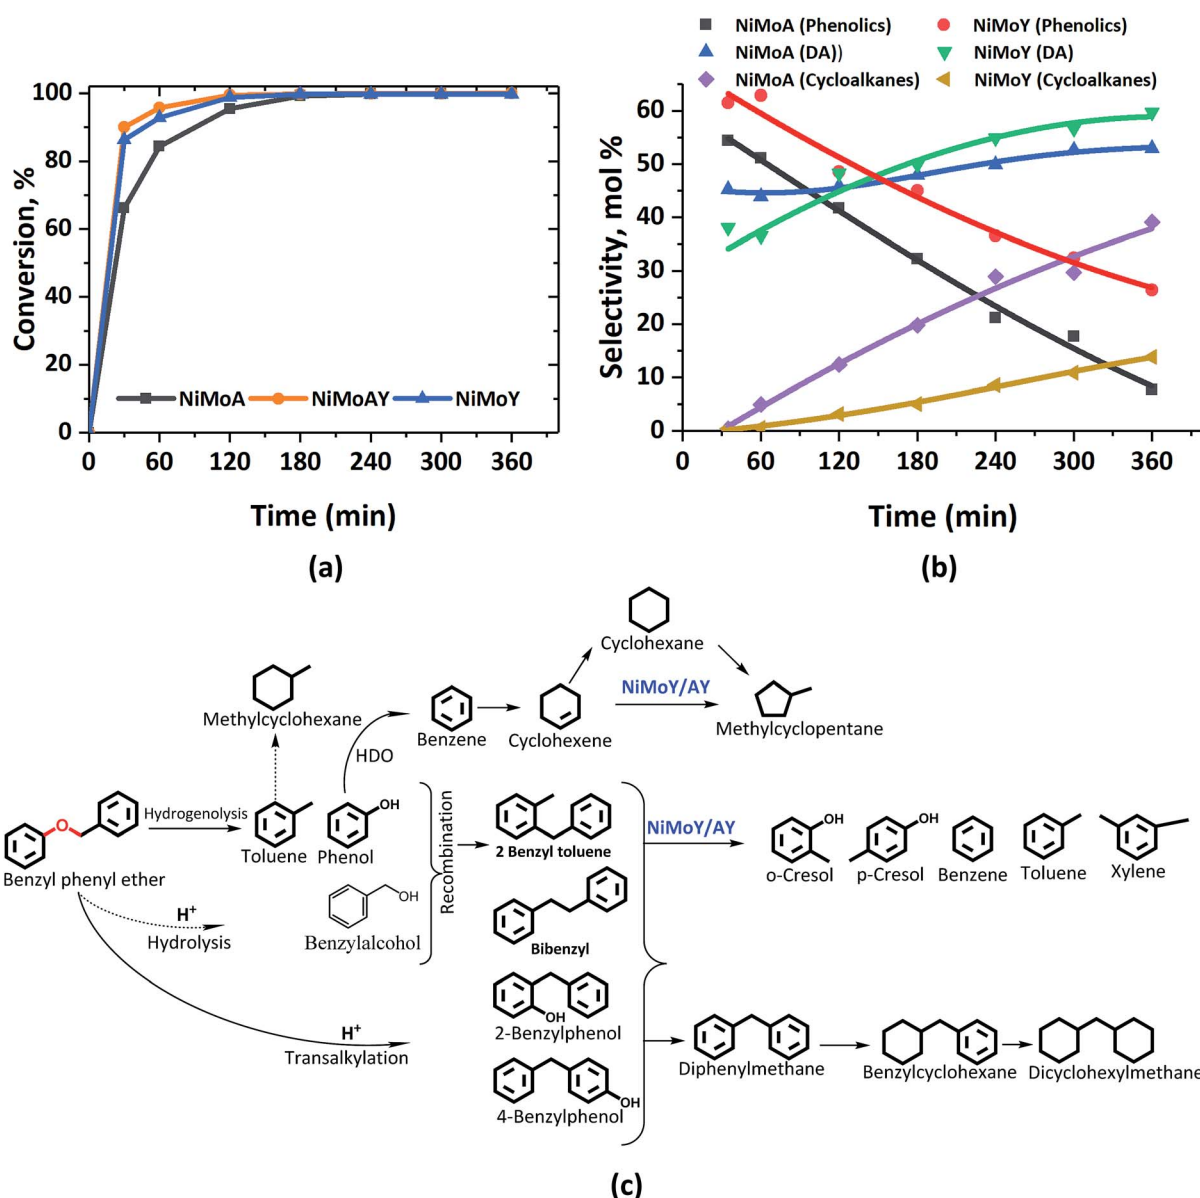 NiMoA (Phenolics)
NiMoY (Phenolics)
NiMoA (DA))
NiMoY (DA)
NiMoA (Cycloalkanes)
NiMoY (Cycloalkanes)
Conversion, %
100
80
60
40
20
0
NiMoA
NiMoAY
NiMoY
0 60 120 180 240 300 360
Time (min)
(a)
Selectivity, mol %
60
50
40
30
20
10
0
0 60 120 180 240 300 360
Time (min)
(b)
Cyclohexane
Methylcyclohexane
Benzene
Cyclohexene
NiMoY/AY
Methylcyclopentane
HDO
O
Benzyl phenyl ether
Hydrogenolysis
Toluene
OH
Phenol
OH
Benzylalcohol
Recombination
H+
Hydrolysis
H+
Transalkylation
2 Benzyl toluene
Bibenzyl
OH
2-Benzylphenol
OH
4-Benzylphenol
NiMoY/AY
OH
o-Cresol
OH
p-Cresol
Benzene
Toluene
Xylene
Diphenylmethane
Benzylcyclohexane
Dicyclohexylmethane
(c)